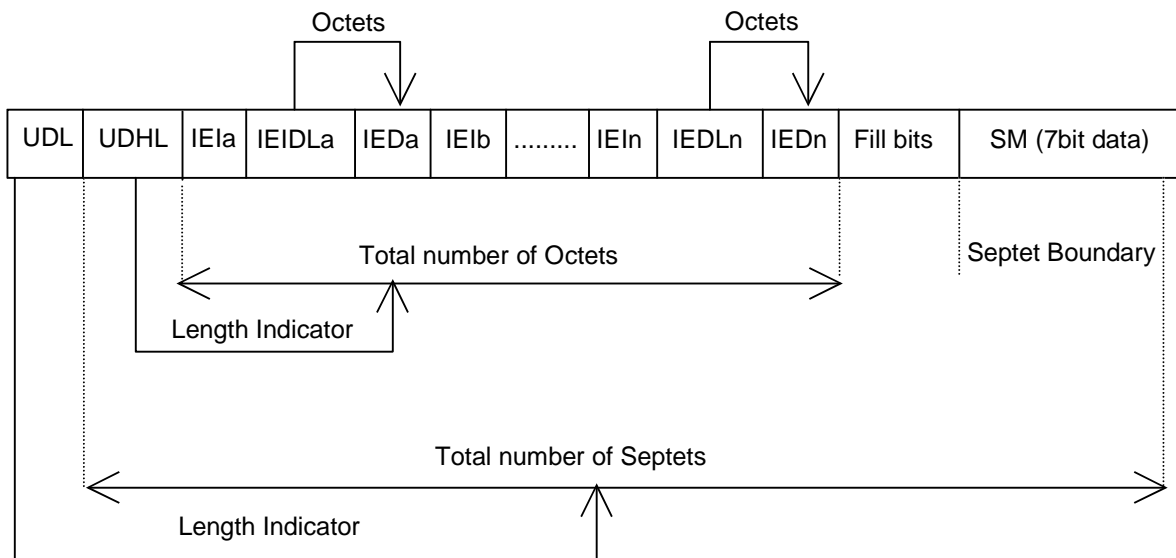 Octets Octets
UDL UDHL IEIa IEIDLa IEDa IEIb ......... IEIn IEDLn IEDn Fill bits SM (7bit data)
Total number of Octets
Septet Boundary
Length Indicator
Total number of Septets
Length Indicator